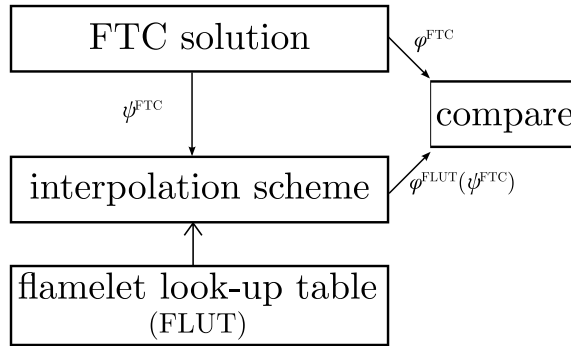 FTC solution
φ^FTC
ψ^FTC
compare
interpolation scheme
φ^FLUT(ψ^FTC)
flamelet look-up table
(FLUT)